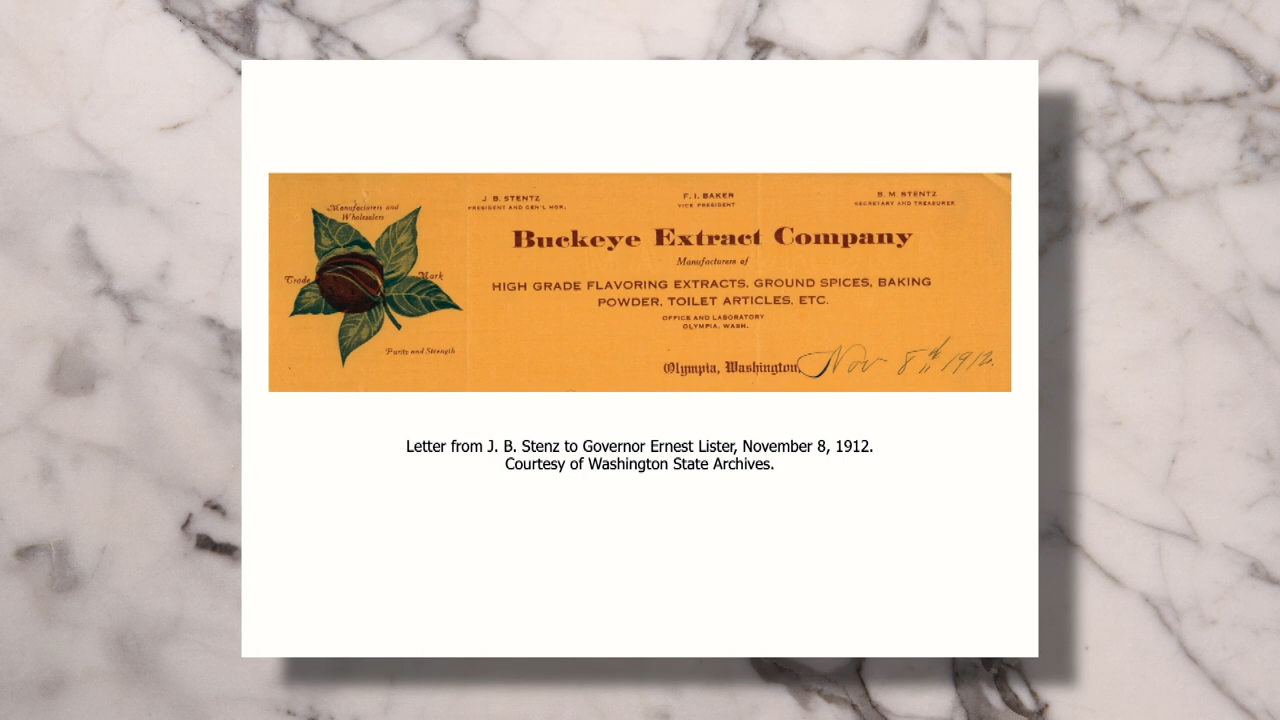 Manufacturers and
Wholesalers
Trade Mark
Purity and Strength
J. B. STENTZ
PRESIDENT AND GEN'L MGR.
F. I. BAKER
VICE PRESIDENT
B. M. STENTZ
SECRETARY AND TREASURER
Buckeye Extract Company
Manufacturers of
HIGH GRADE FLAVORING EXTRACTS, GROUND SPICES, BAKING
POWDER, TOILET ARTICLES, ETC.
OFFICE AND LABORATORY
OLYMPIA, WASH.
Olympia, Washington, Nov 8th 1912.
Letter from J. B. Stenz to Governor Ernest Lister, November 8, 1912.
Courtesy of Washington State Archives.